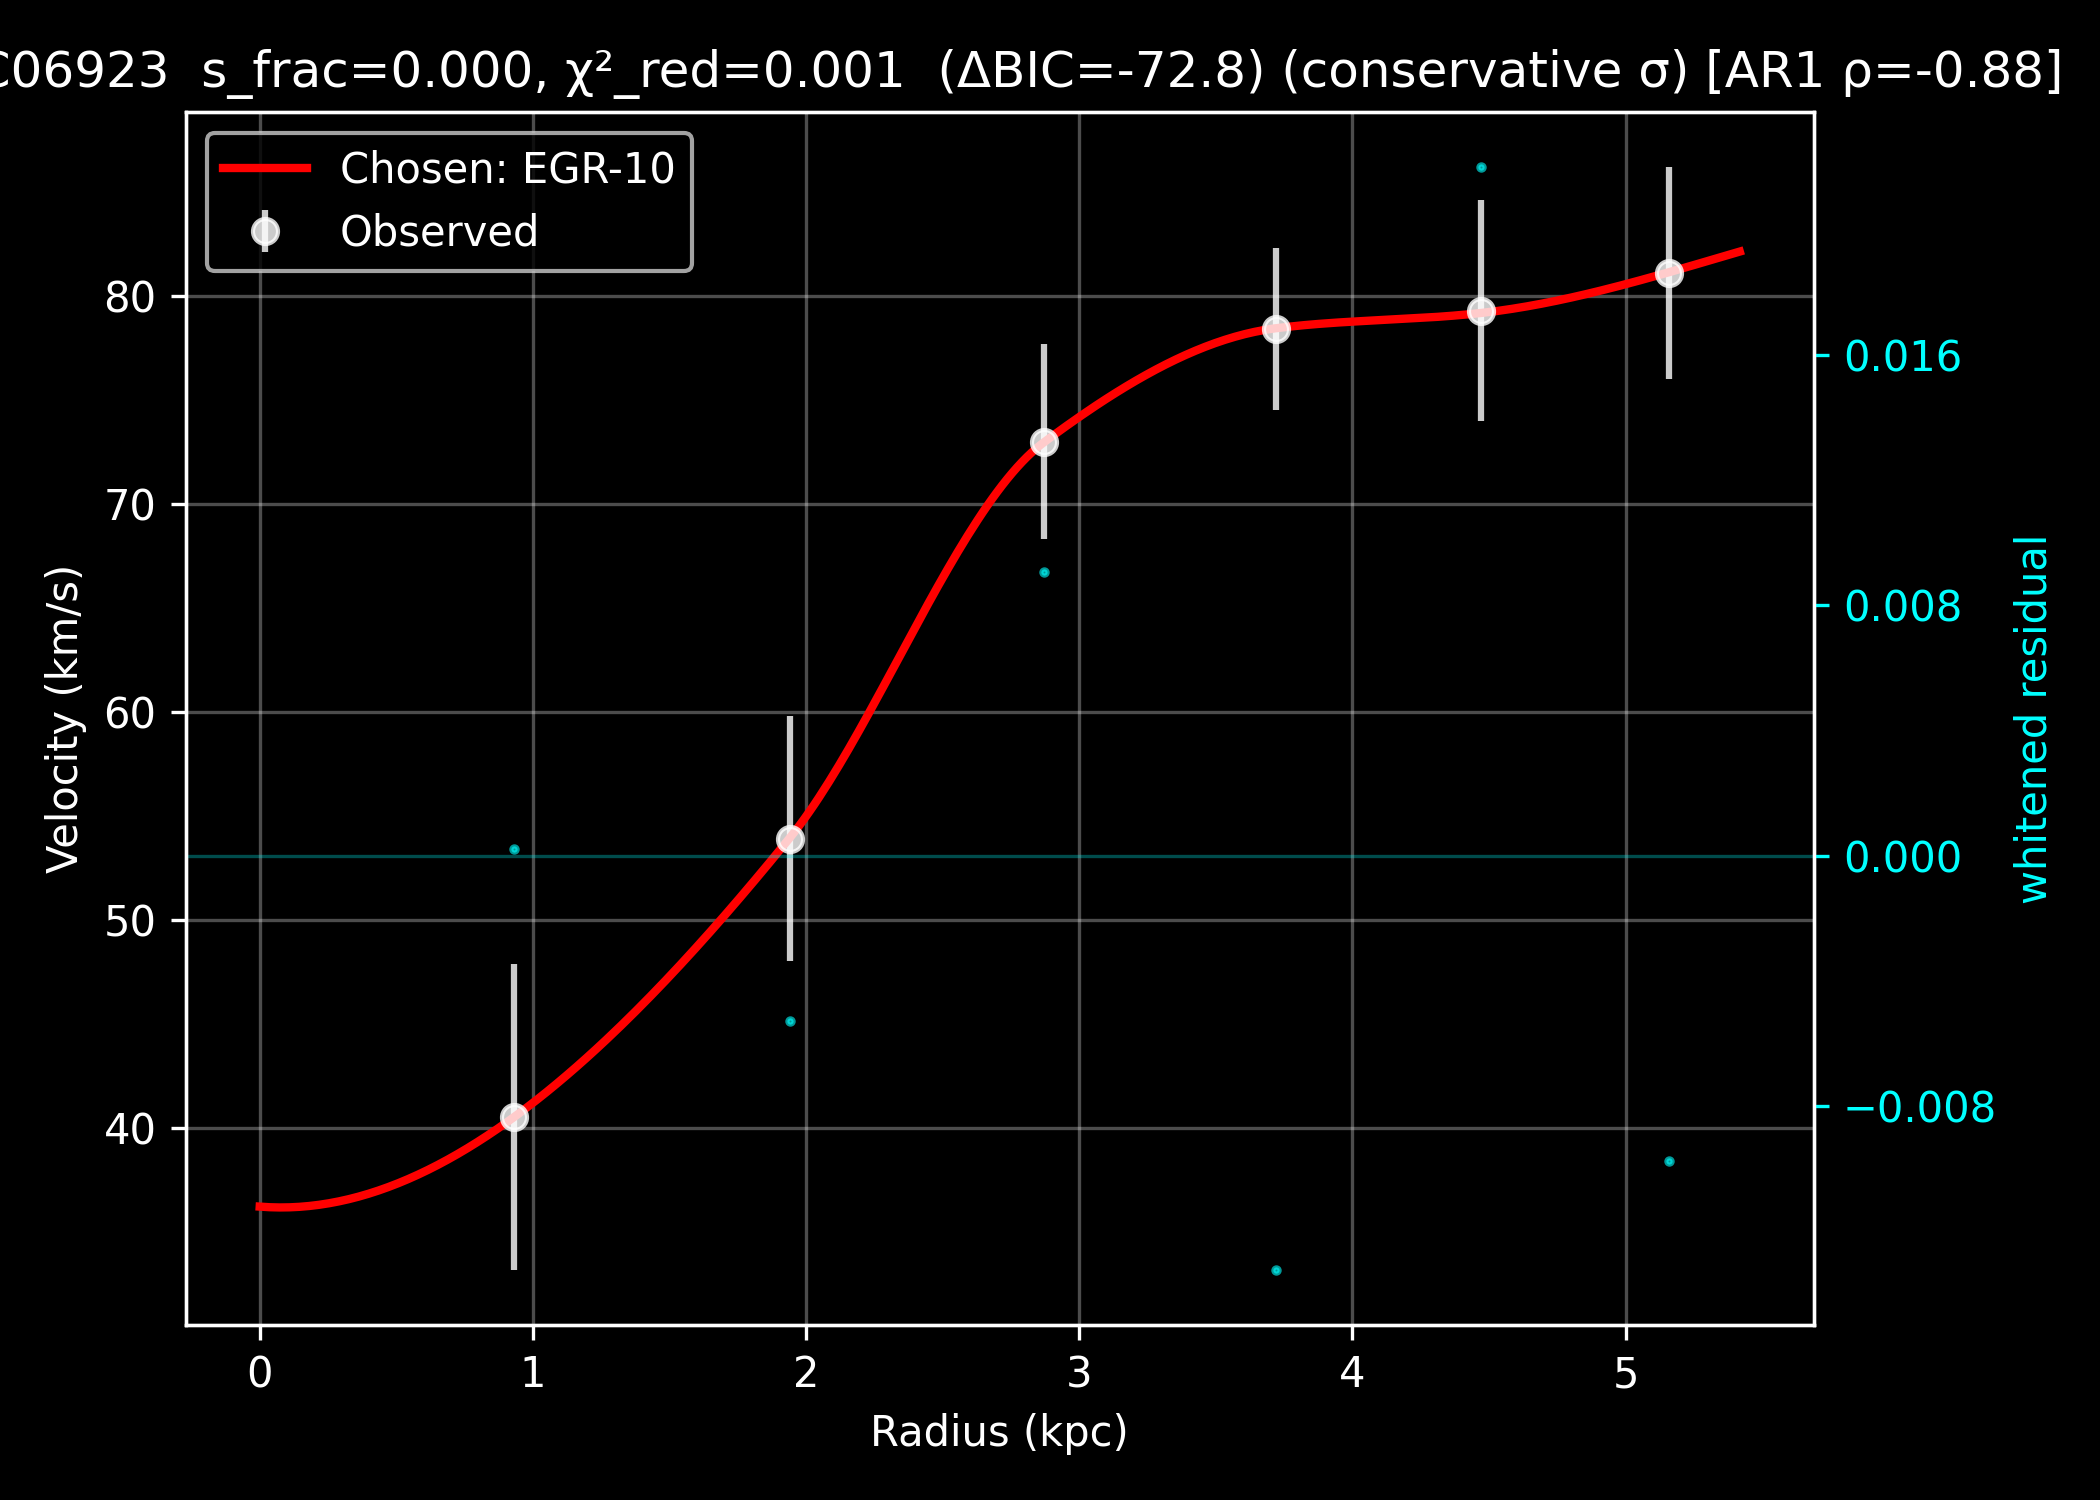 C06923 s_frac=0.000, χ²_red=0.001 (ΔBIC=-72.8) (conservative σ) [AR1 ρ=-0.88]
Chosen: EGR-10
Observed
80
70
60
50
40
Velocity (km/s)
0.016
0.008
0.000
−0.008
whitened residual
0
1
2
3
4
5
Radius (kpc)